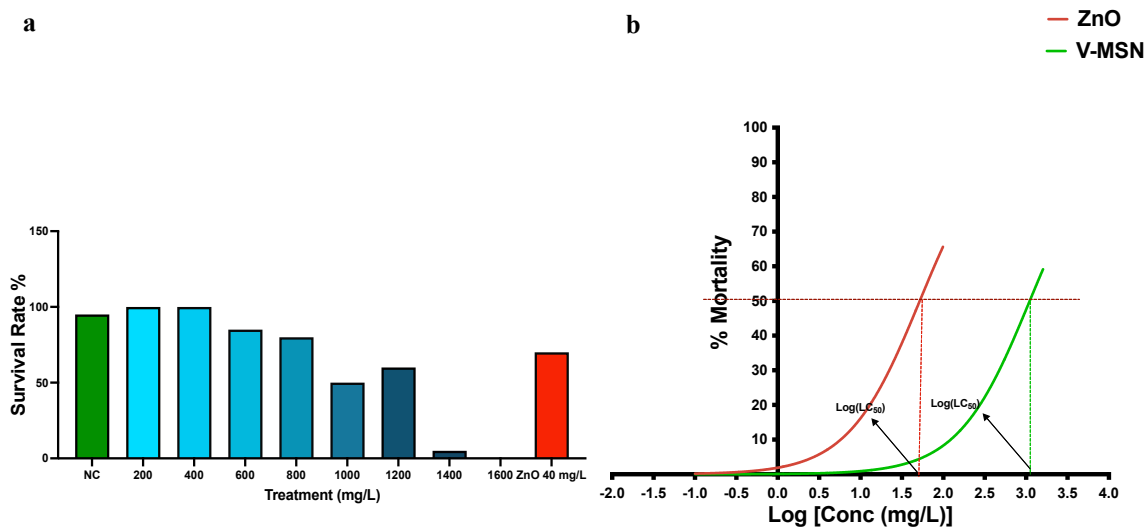 a
Survival Rate %
150
100
50
0
NC 200 400 600 800 1000 1200 1400 1600 ZnO 40 mg/L
Treatment (mg/L)
b
ZnO
V-MSN
% Mortality
100
90
80
70
60
50
40
30
20
10
Log(LC50)
Log(LC50)
-2.0 -1.5 -1.0 -0.5 0.0 0.5 1.0 1.5 2.0 2.5 3.0 3.5 4.0
Log [Conc (mg/L)]